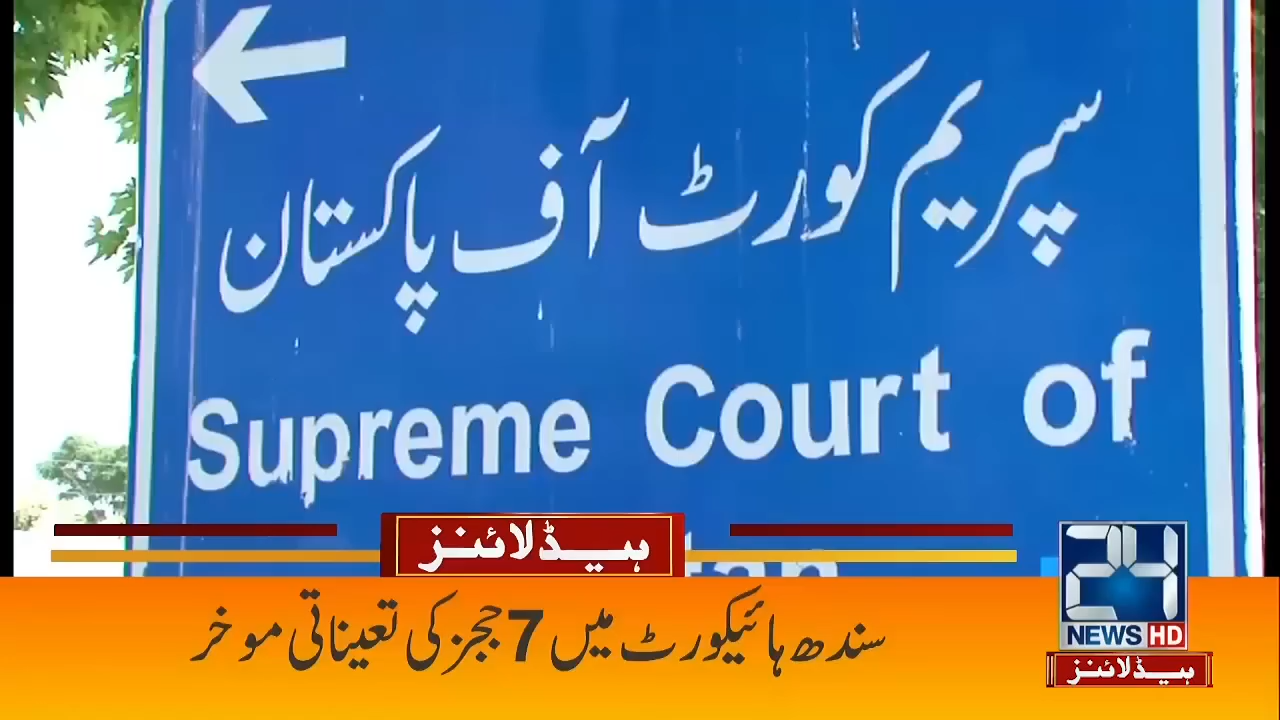 سپریم کورٹ آف پاکستان
Supreme Court of
ہیڈلائنز
سندھ ہائیکورٹ میں 7 ججز کی تعیناتی موخر
24
NEWS HD
ہیڈلائنز